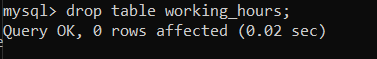 mysql> drop table working_hours;
Query OK, 0 rows affected (0.02 sec)